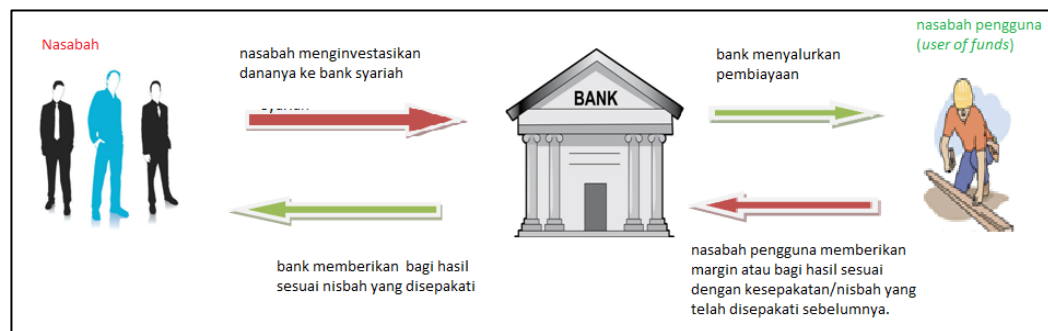 Nasabah
nasabah menginvestasikan
dananya ke bank syariah
bank menyalurkan
pembiayaan
nasabah pengguna
(user of funds)
BANK
bank memberikan bagi hasil
sesuai nisbah yang disepakati
nasabah pengguna memberikan
margin atau bagi hasil sesuai
dengan kesepakatan/nisbah yang
telah disepakati sebelumnya.